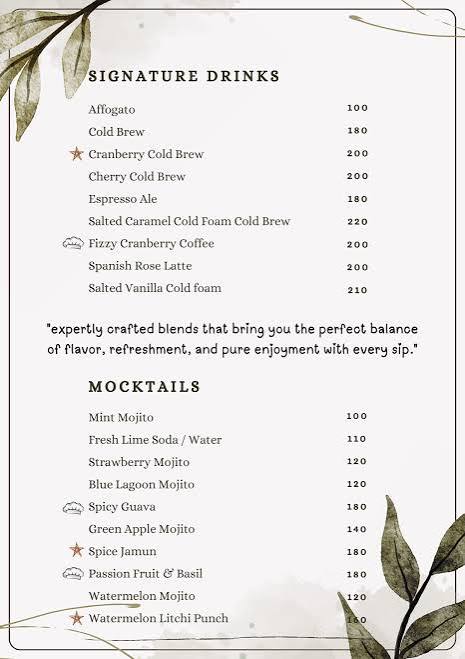 SIGNATURE DRINKS
Affogato 100
Cold Brew 180
Cranberry Cold Brew 200
Cherry Cold Brew 200
Espresso Ale 180
Salted Caramel Cold Foam Cold Brew 220
Fizzy Cranberry Coffee 200
Spanish Rose Latte 200
Salted Vanilla Cold foam 210
"expertly crafted blends that bring you the perfect balance
of flavor, refreshment, and pure enjoyment with every sip."
MOCKTAILS
Mint Mojito 100
Fresh Lime Soda / Water 110
Strawberry Mojito 120
Blue Lagoon Mojito 120
Spicy Guava 180
Green Apple Mojito 140
Spice Jamun 180
Passion Fruit & Basil 180
Watermelon Mojito 120
Watermelon Litchi Punch 160